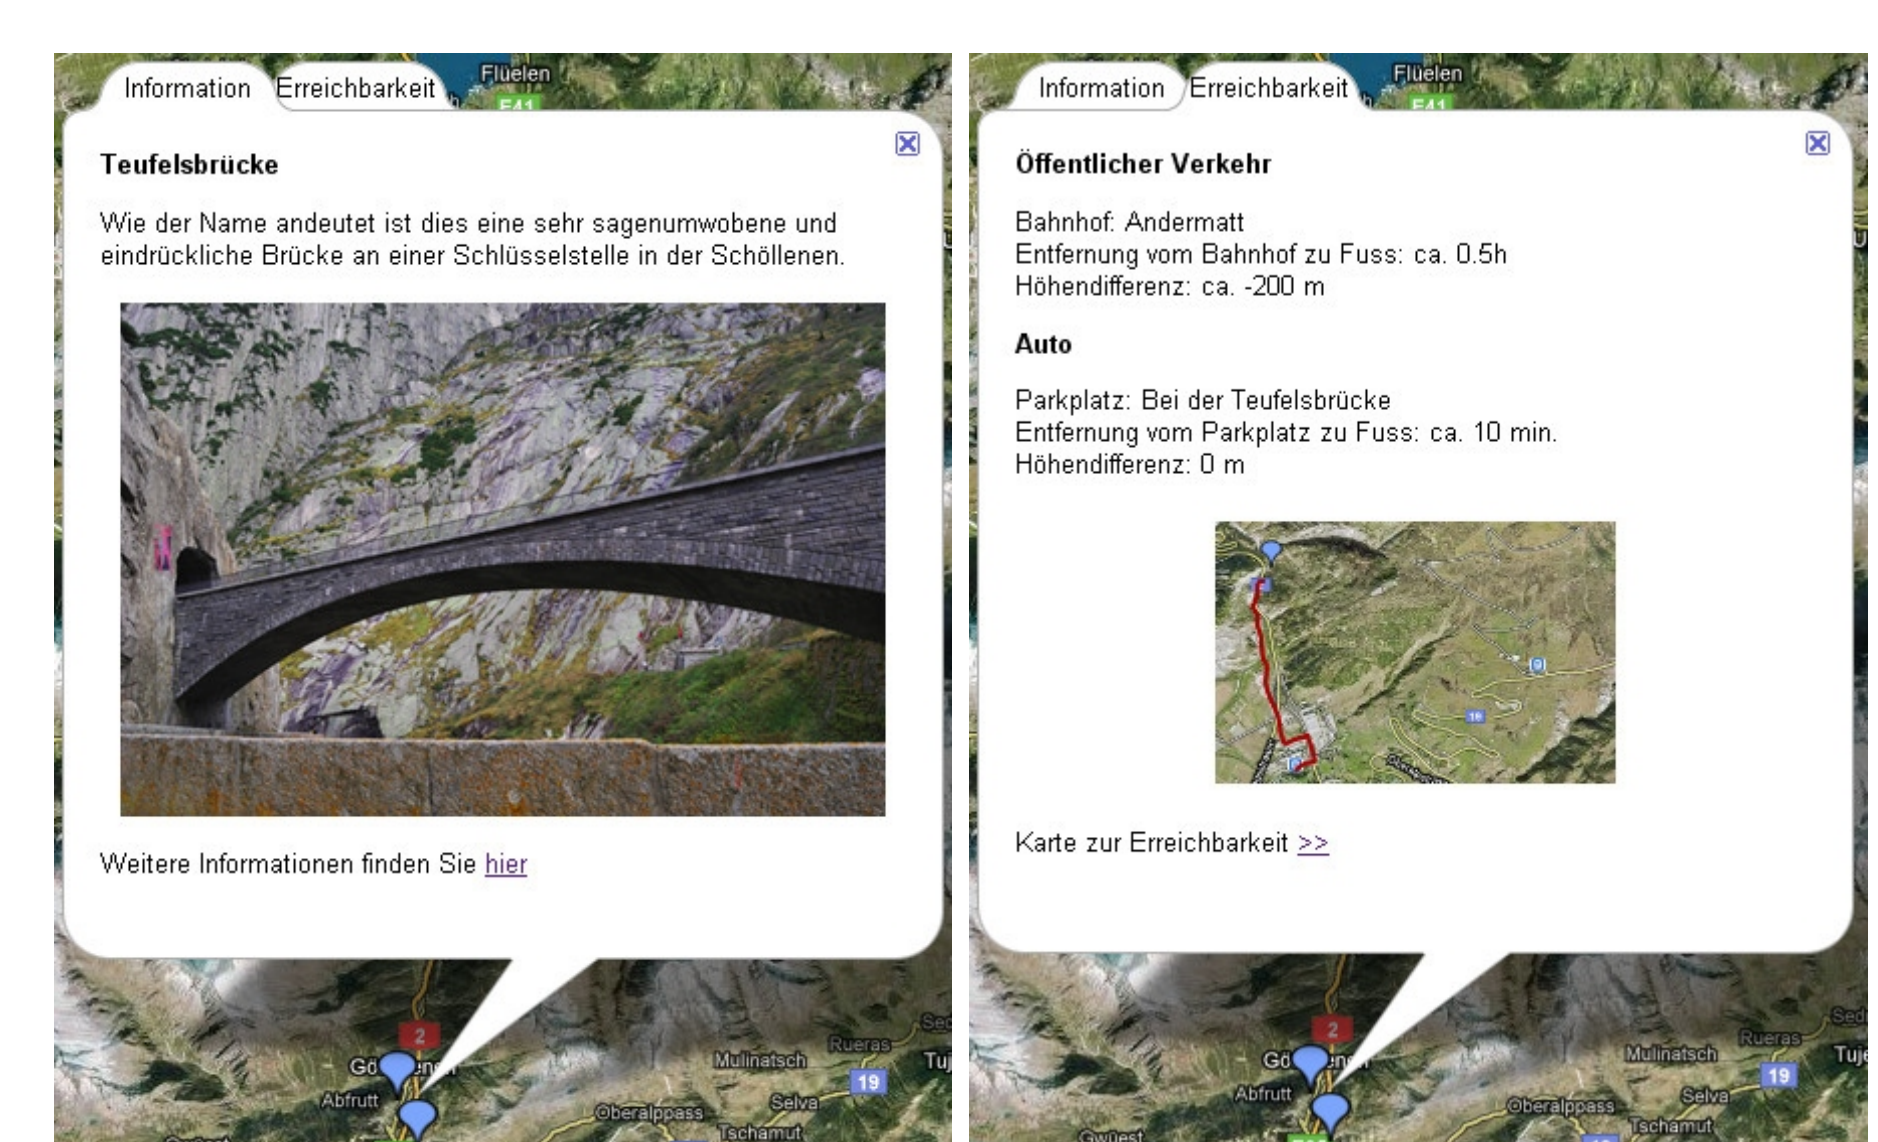 Information
Erreichbarkeit
Flüelen
E41
Teufelsbrücke
Wie der Name andeutet ist dies eine sehr sagenumwobene und
eindrückliche Brücke an einer Schlüsselstelle in der Schöllenen.
Weitere Informationen finden Sie hier
2
Mulinatsch
Rueras
19
Abfrutt
Oberalppass
Selva
Tschamut
Information
Erreichbarkeit
Flüelen
E41
Öffentlicher Verkehr
Bahnhof: Andermatt
Entfernung vom Bahnhof zu Fuss: ca. 0.5h
Höhendifferenz: ca. -200 m
Auto
Parkplatz: Bei der Teufelsbrücke
Entfernung vom Parkplatz zu Fuss: ca. 10 min.
Höhendifferenz: 0 m
19
Karte zur Erreichbarkeit >>
2
Mulinatsch
Rueras
19
Abfrutt
Oberalppass
Selva
Tschamut